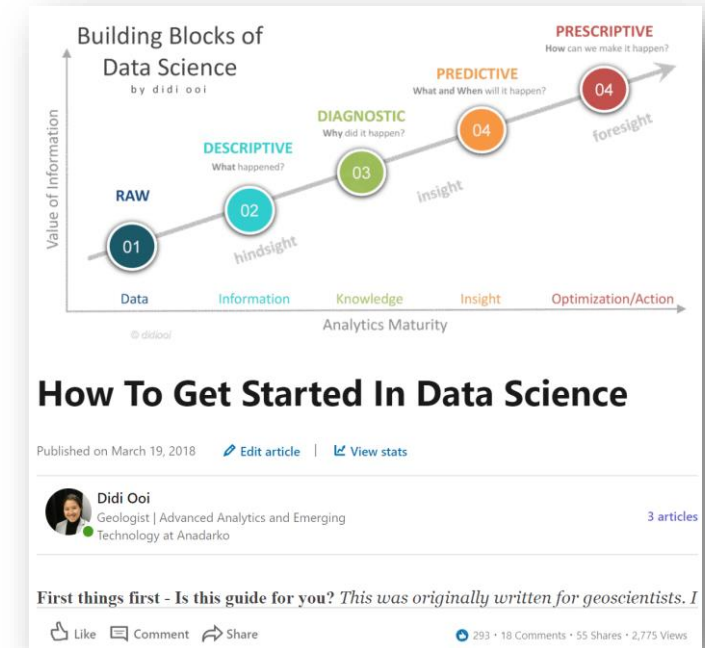 Building Blocks of
Data Science
by didi ooi
PRESCRIPTIVE
How can we make it happen?
PREDICTIVE
What and When will it happen?
04
DIAGNOSTIC
Why did it happen?
04
foresight
DESCRIPTIVE
What happened?
03
insight
RAW
02
hindsight
01
Value of Information
Data Information Knowledge Insight Optimization/Action
Analytics Maturity
© didiooi
How To Get Started In Data Science
Published on March 19, 2018 Edit article | View stats
Didi Ooi
Geologist | Advanced Analytics and Emerging
Technology at Anadarko
3 articles
First things first - Is this guide for you? This was originally written for geoscientists. I
Like Comment Share 293 · 18 Comments · 55 Shares · 2,775 Views